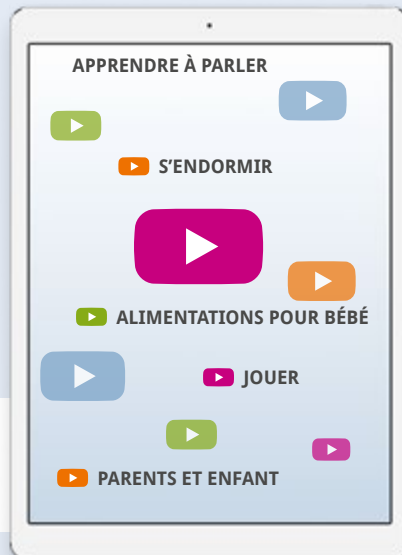 APPRENDRE À PARLER
S'ENDORMIR
ALIMENTATIONS POUR BÉBÉ
JOUER
PARENTS ET ENFANT